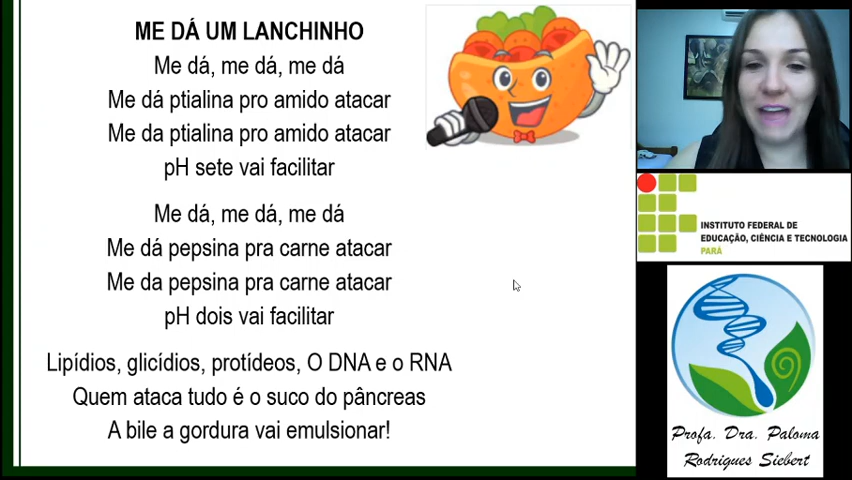 ME DÁ UM LANCHINHO
Me dá, me dá, me dá
Me dá ptialina pro amido atacar
Me da ptialina pro amido atacar
pH sete vai facilitar
Me dá, me dá, me dá
Me dá pepsina pra carne atacar
Me da pepsina pra carne atacar
pH dois vai facilitar
Lipídios, glicídios, protídeos, O DNA e o RNA
Quem ataca tudo é o suco do pâncreas
A bile a gordura vai emulsionar!
INSTITUTO FEDERAL DE
EDUCAÇÃO, CIÊNCIA E TECNOLOGIA
PARÁ
Profa. Dra. Paloma
Rodrigues Siebert